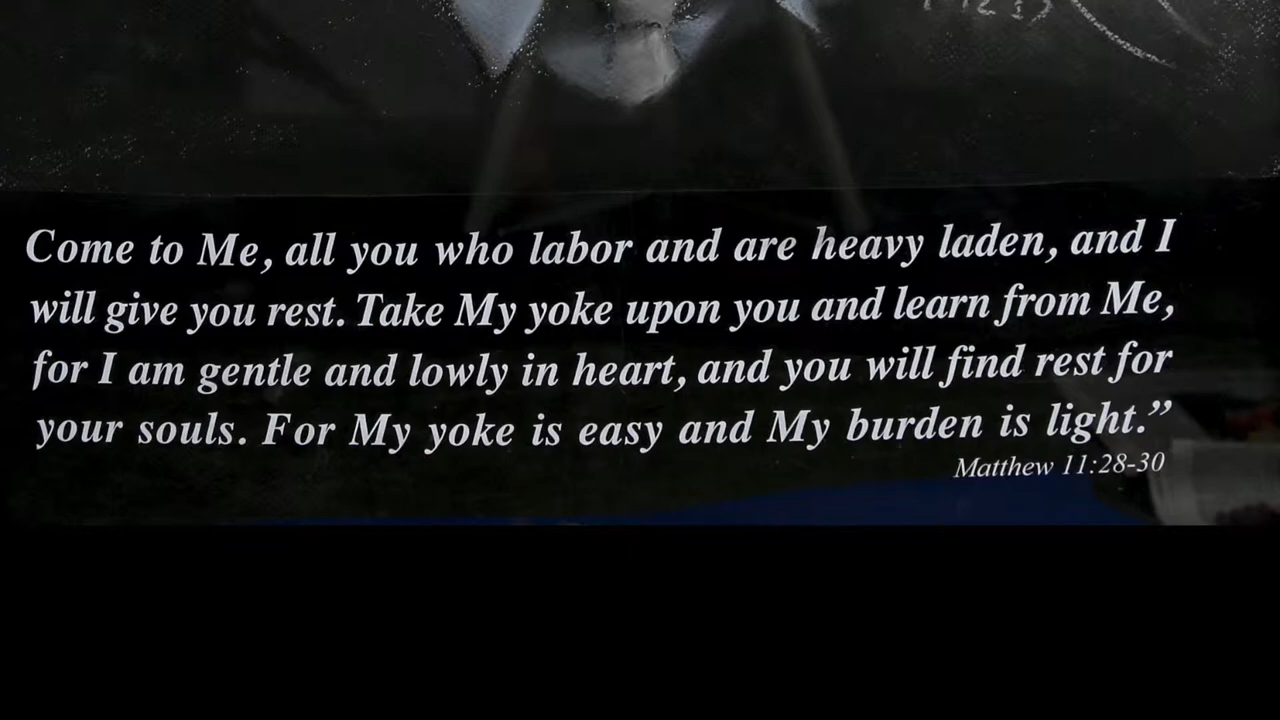 Come to Me, all you who labor and are heavy laden, and I
will give you rest. Take My yoke upon you and learn from Me,
for I am gentle and lowly in heart, and you will find rest for
your souls. For My yoke is easy and My burden is light.”
Matthew 11:28-30